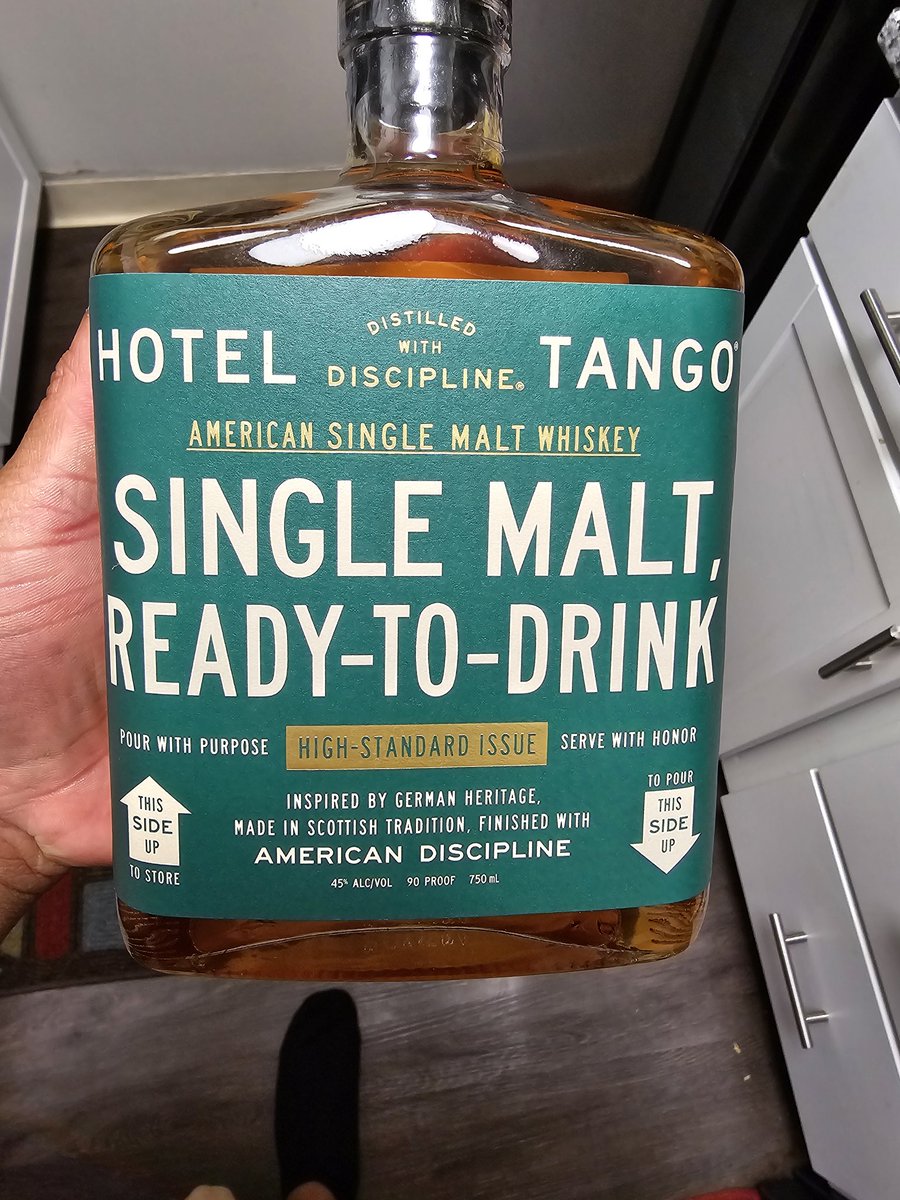 HOTEL DISTILLED WITH DISCIPLINE® TANGO®
AMERICAN SINGLE MALT WHISKEY
SINGLE MALT,
READY-TO-DRINK
POUR WITH PURPOSE HIGH-STANDARD ISSUE SERVE WITH HONOR
THIS
SIDE
UP
TO STORE
INSPIRED BY GERMAN HERITAGE,
MADE IN SCOTTISH TRADITION, FINISHED WITH
AMERICAN DISCIPLINE
45% ALC/VOL 90 PROOF 750 mL
TO POUR
THIS
SIDE
UP